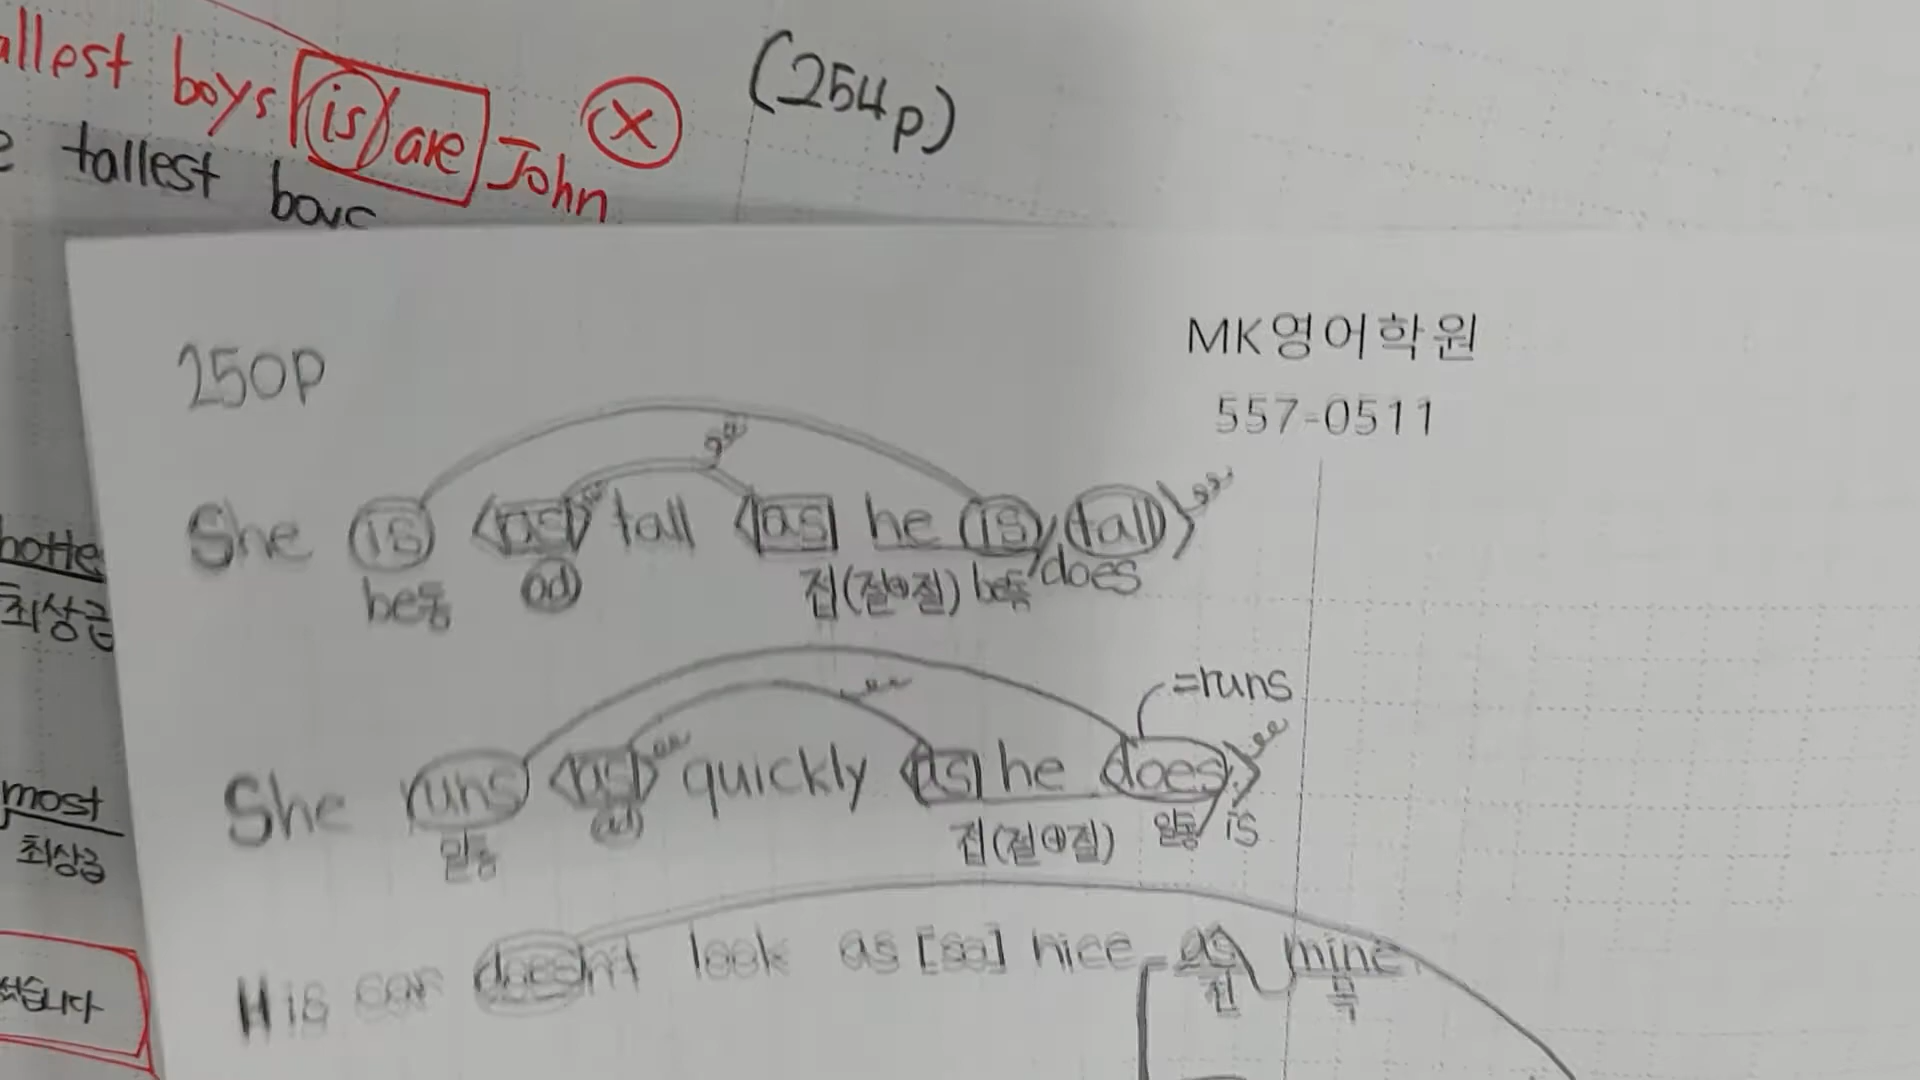 allest boys is are John X (254p)
e tallest boys
MK영어학원
250p
557-0511
She is <as> tall <as he is, tall>
be동 ad 접(절+절) be동 does
=runs
She runs <as> quickly <as he does.>
일동 ad 접(절+절) 일동 is
His car doesn't look as [so] nice as mine
전 목
hotte
최상급
most
최상급
습니다